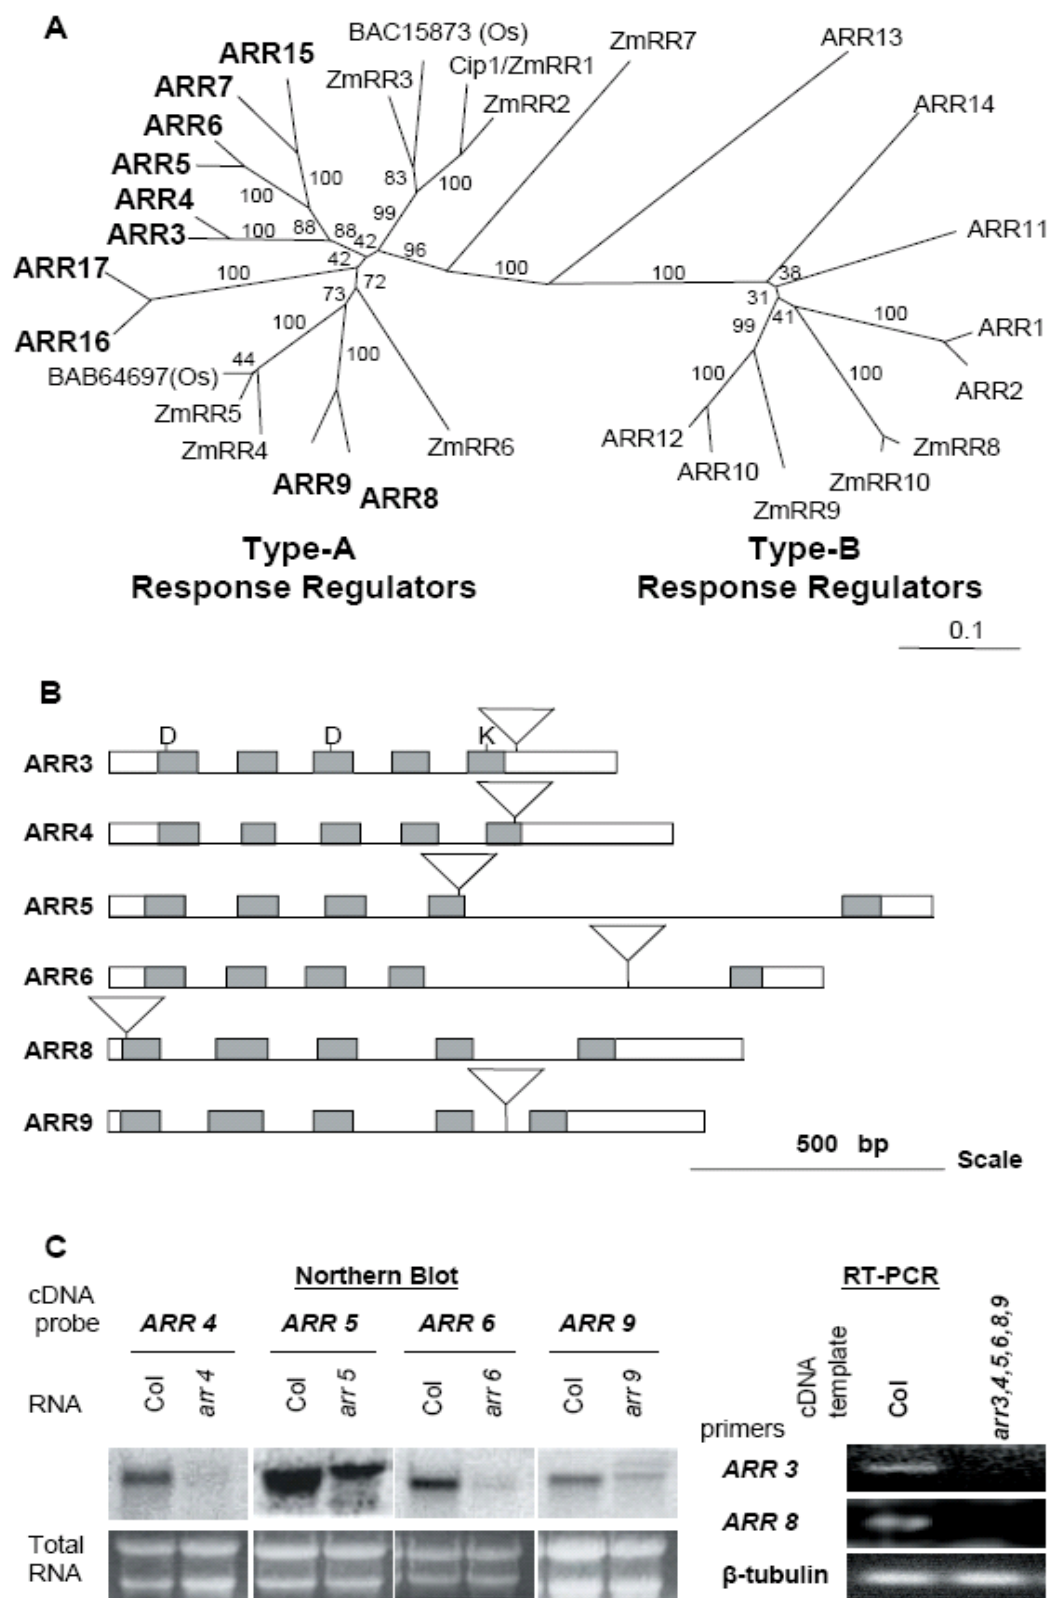 A
BAC15873 (Os)
ZmRR7
ARR13
ARR15
Cip1/ZmRR1
ZmRR3
ARR7
ZmRR2
ARR14
ARR6
ARR5
83
100
100
100
ARR4
99
100
88
88
42
ARR3
96
ARR11
42
ARR17
100
100
100
38
72
31
73
41
100
99
ARR1
100
ARR16
100
44
100
100
BAB64697(Os)
ARR2
ZmRR5
ARR12
ZmRR4
ZmRR6
ZmRR8
ARR10
ZmRR10
ARR9
ARR8
ZmRR9
Type-A
Response Regulators
Type-B
Response Regulators
0.1
B
D D K
ARR3
ARR4
ARR5
ARR6
ARR8
ARR9
500 bp
Scale
C
Northern Blot
RT-PCR
cDNA
probe
ARR 4 ARR 5 ARR 6 ARR 9
RNA
Col arr 4 Col arr 5 Col arr 6 Col arr 9
cDNA
template
Col
arr3,4,5,6,8,9
primers
ARR 3
ARR 8
Total
RNA
β-tubulin